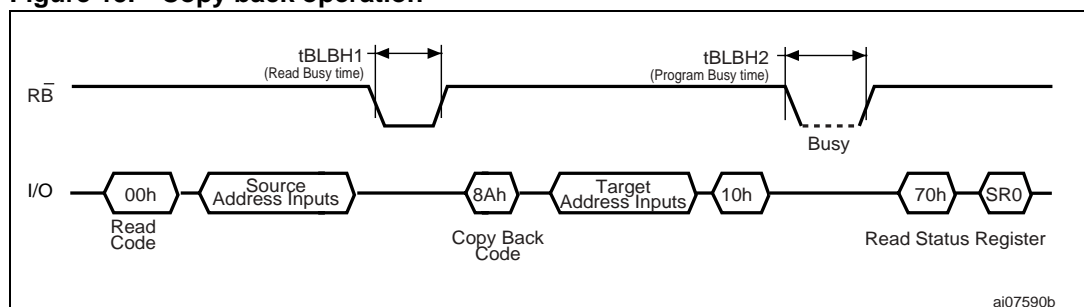 Figure 13. Copy back operation
tBLBH1
(Read Busy time)
tBLBH2
(Program Busy time)
RB
Busy
I/O
00h
Source
Address Inputs
8Ah
Target
Address Inputs
10h
70h
SR0
Read
Code
Copy Back
Code
Read Status Register
ai07590b